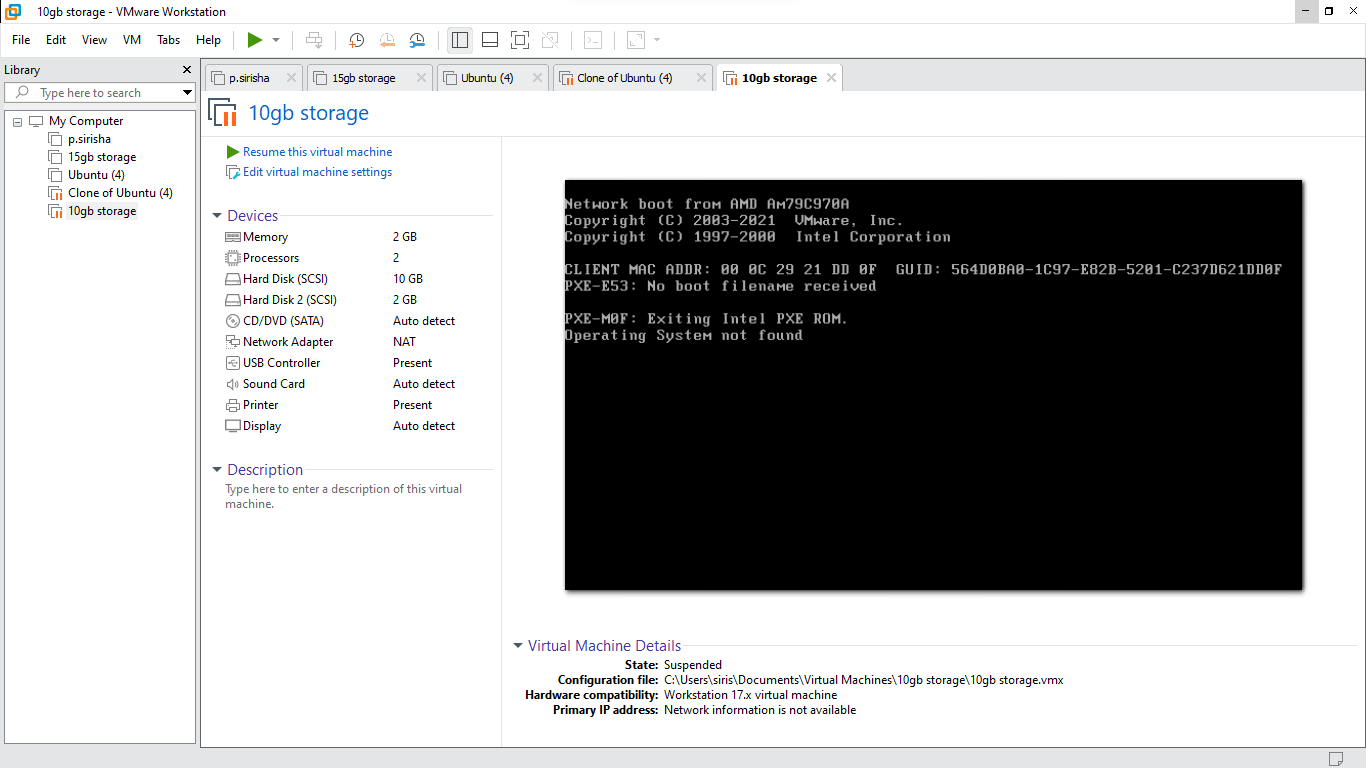 10gb storage - VMware Workstation
File Edit View VM Tabs Help
Library
Type here to search
My Computer
p.sirisha
15gb storage
Ubuntu (4)
Clone of Ubuntu (4)
10gb storage
p.sirisha 15gb storage Ubuntu (4) Clone of Ubuntu (4) 10gb storage
10gb storage
Resume this virtual machine
Edit virtual machine settings
Devices
Memory 2 GB
Processors 2
Hard Disk (SCSI) 10 GB
Hard Disk 2 (SCSI) 2 GB
CD/DVD (SATA) Auto detect
Network Adapter NAT
USB Controller Present
Sound Card Auto detect
Printer Present
Display Auto detect
Description
Type here to enter a description of this virtual
machine.
Network boot from AMD Am79C970A
Copyright (C) 2003-2021 VMware, Inc.
Copyright (C) 1997-2000 Intel Corporation
CLIENT MAC ADDR: 00 0C 29 21 DD 0F GUID: 564D0BA0-1C97-E82B-5201-C237D621DD0F
PXE-E53: No boot filename received
PXE-M0F: Exiting Intel PXE ROM.
Operating System not found
Virtual Machine Details
State: Suspended
Configuration file: C:\Users\siris\Documents\Virtual Machines\10gb storage\10gb storage.vmx
Hardware compatibility: Workstation 17.x virtual machine
Primary IP address: Network information is not available